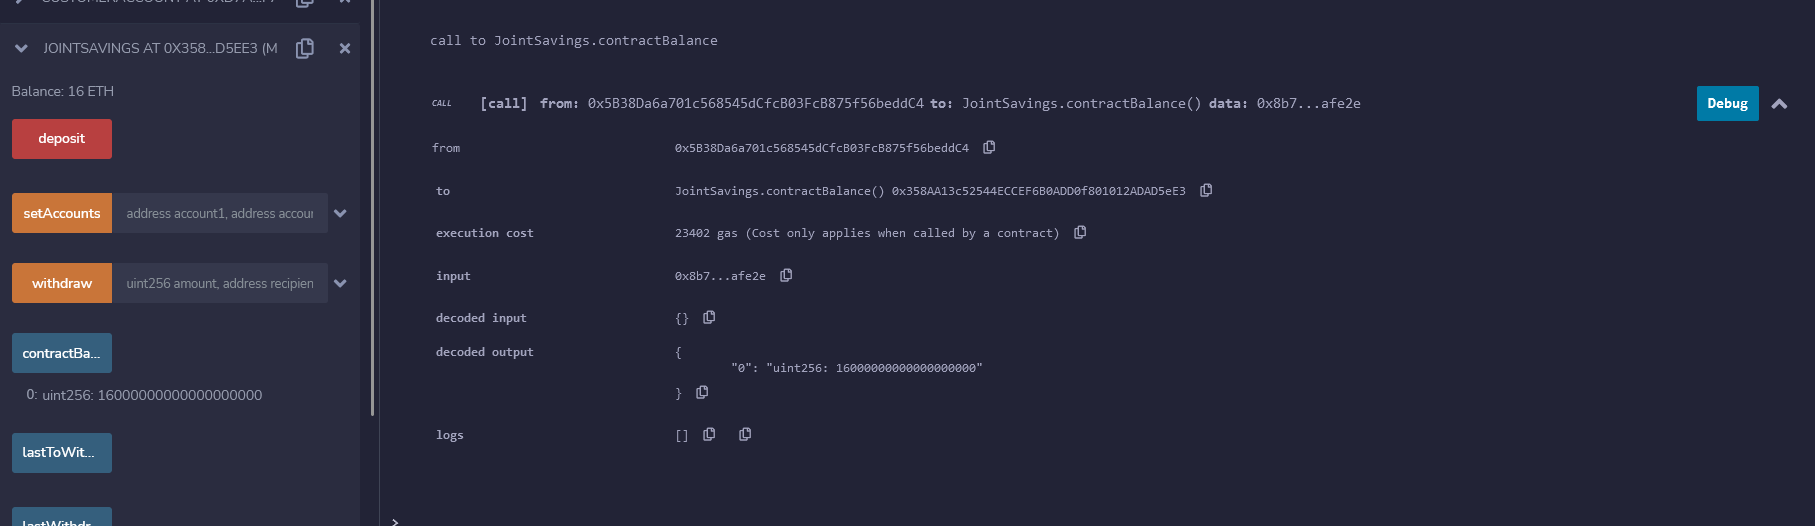 JOINTSAVINGS AT 0X358...D5EE3 (M
Balance: 16 ETH
deposit
setAccounts address account1, address accour
withdraw uint256 amount, address recipien
contractBa...
0: uint256: 16000000000000000000
lastToWit...
lastWithdr
call to JointSavings.contractBalance
CALL [call] from: 0x5B38Da6a701c568545dCfcB03FcB875f56beddC4 to: JointSavings.contractBalance() data: 0x8b7...afe2e
Debug
from 0x5B38Da6a701c568545dCfcB03FcB875f56beddC4
to JointSavings.contractBalance() 0x358AA13c52544ECCEF6B0ADD0f801012ADAD5eE3
execution cost 23402 gas (Cost only applies when called by a contract)
input 0x8b7...afe2e
decoded input {}
decoded output {
"0": "uint256: 16000000000000000000"
}
logs []
>